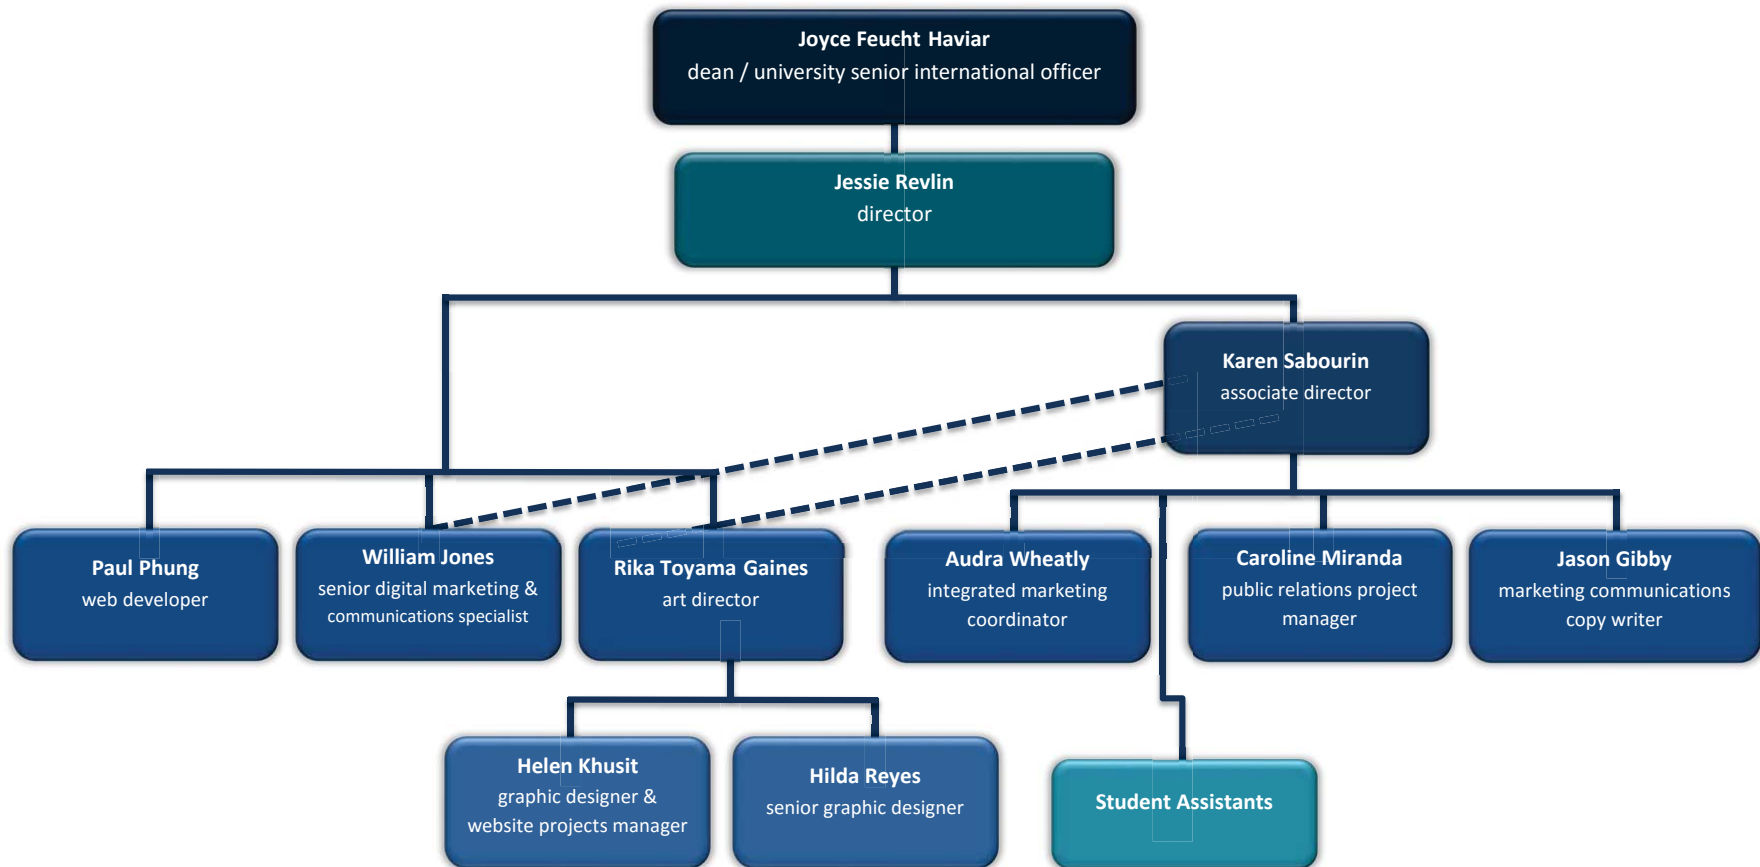 Joyce Feucht Haviar
dean / university senior international officer
Jessie Revlin
director
Karen Sabourin
associate director
Paul Phung
web developer
William Jones
senior digital marketing &
communications specialist
Rika Toyama Gaines
art director
Audra Wheatly
integrated marketing
coordinator
Caroline Miranda
public relations project
manager
Jason Gibby
marketing communications
copy writer
Helen Khusit
graphic designer &
website projects manager
Hilda Reyes
senior graphic designer
Student Assistants